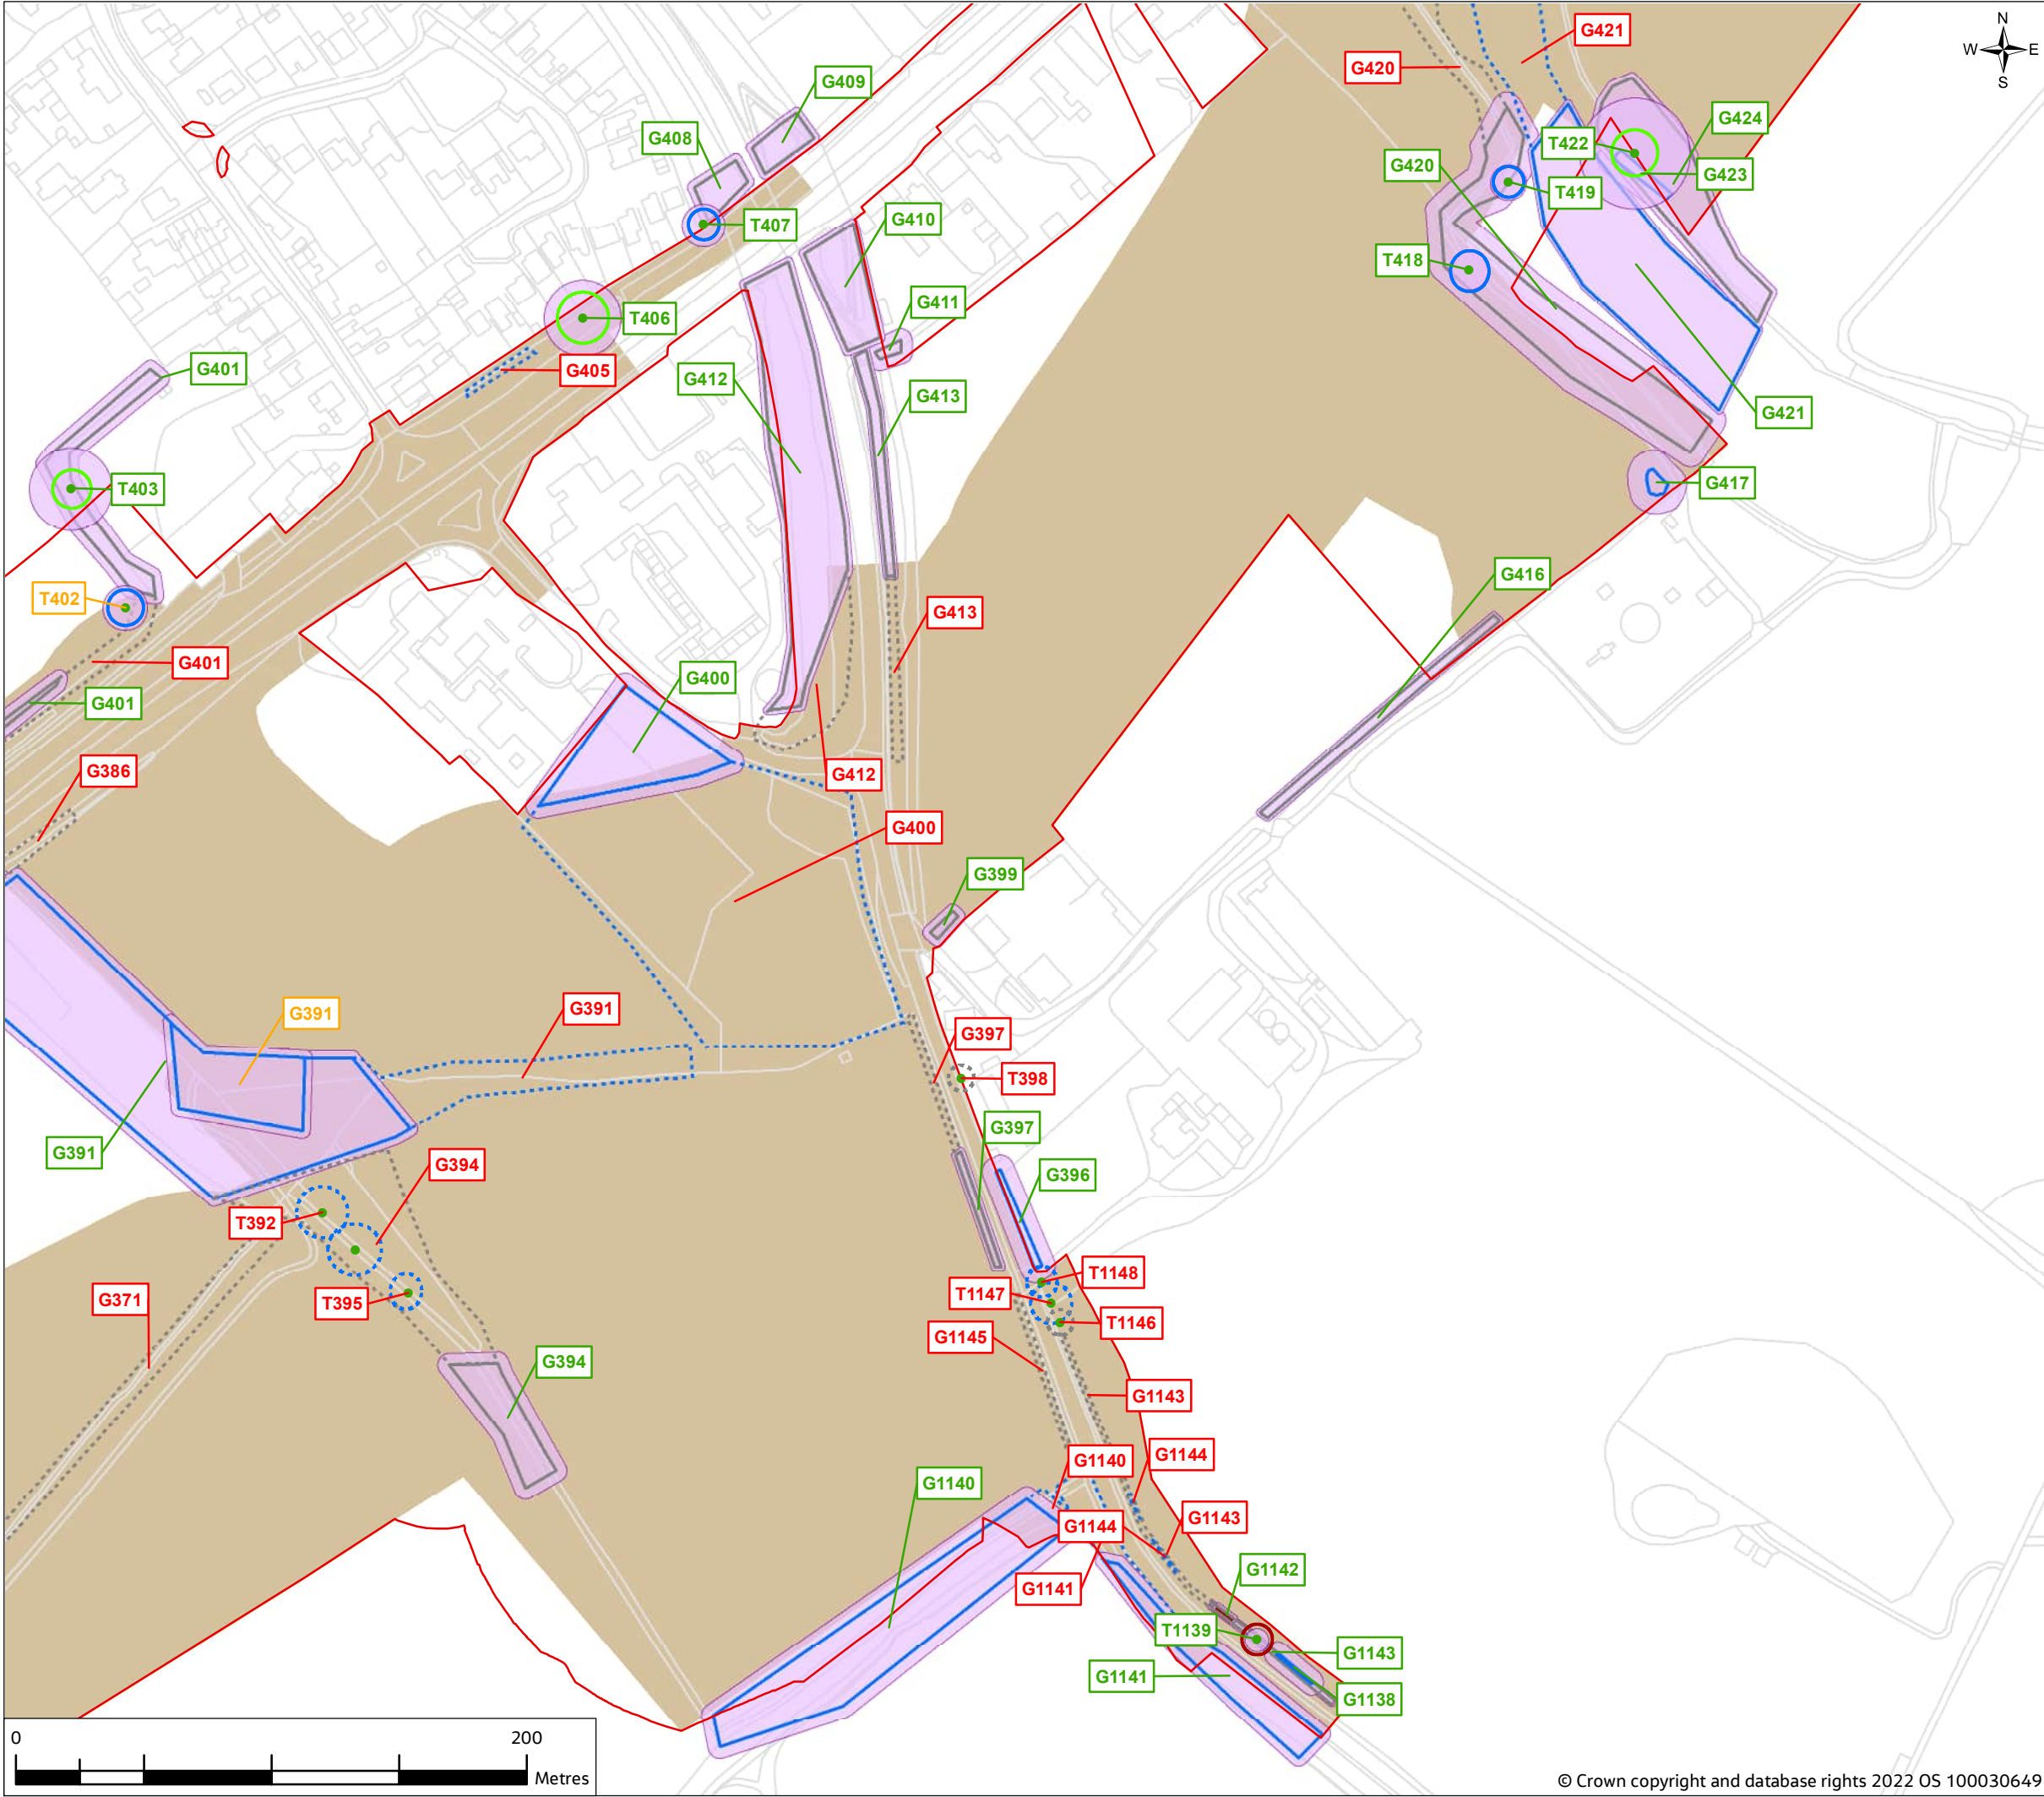 N
W E
S
G421
G420
G409
G408
G424
T422
G420
G423
T419
T407
G410
T418
G411
T406
G401
G405
G412
G413
G421
T403
G417
G416
T402
G413
G401
G400
G401
G386
G412
G400
G399
G391
G391
G397
T398
G397
G391
G394
G396
T392
T1148
T1147
G371
T395
T1146
G1145
G394
G1143
G1144
G1140
G1140
G1143
G1144
G1142
G1141
T1139
G1143
G1141
G1138
0 200
Metres
© Crown copyright and database rights 2022 OS 100030649